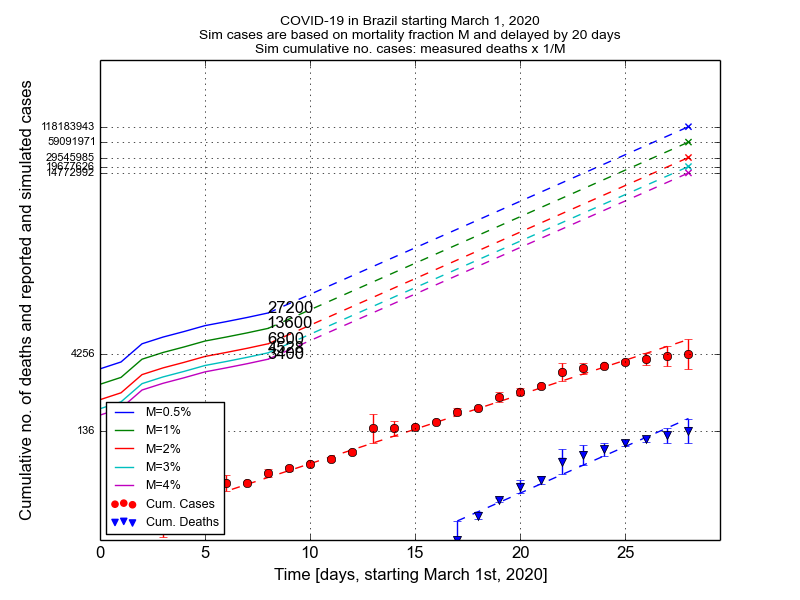 COVID-19 in Brazil starting March 1, 2020
Sim cases are based on mortality fraction M and delayed by 20 days
Sim cumulative no. cases: measured deaths x 1/M
Cumulative no. of deaths and reported and simulated cases
118183943
59091971
29545985
19677626
14772992
4256
136
27200
13600
6800
4528
3400
M=0.5%
M=1%
M=2%
M=3%
M=4%
Cum. Cases
Cum. Deaths
0 5 10 15 20 25
Time [days, starting March 1st, 2020]